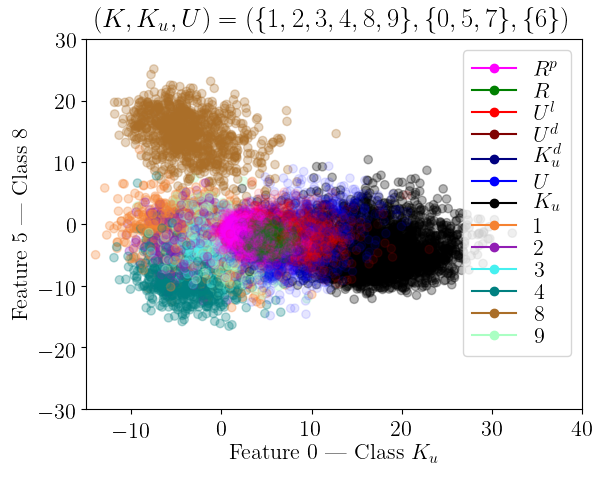 (K, K_u, U) = ({1, 2, 3, 4, 8, 9}, {0, 5, 7}, {6})
30
20
10
0
−10
−20
−30
Feature 5 — Class 8
R^p
R
U^l
U^d
K_u^d
U
K_u
1
2
3
4
8
9
−10
0
10
20
30
40
Feature 0 — Class K_u